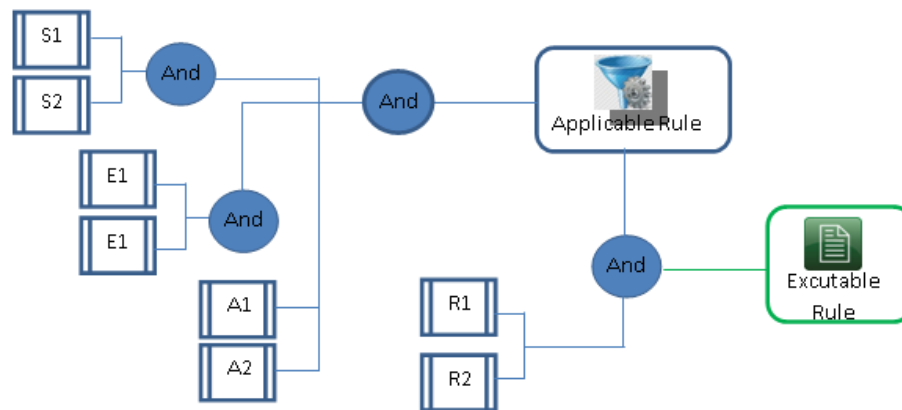 S1
And
S2
And
Applicable Rule
E1
And
E1
And
Excutable
Rule
A1
R1
A2
R2